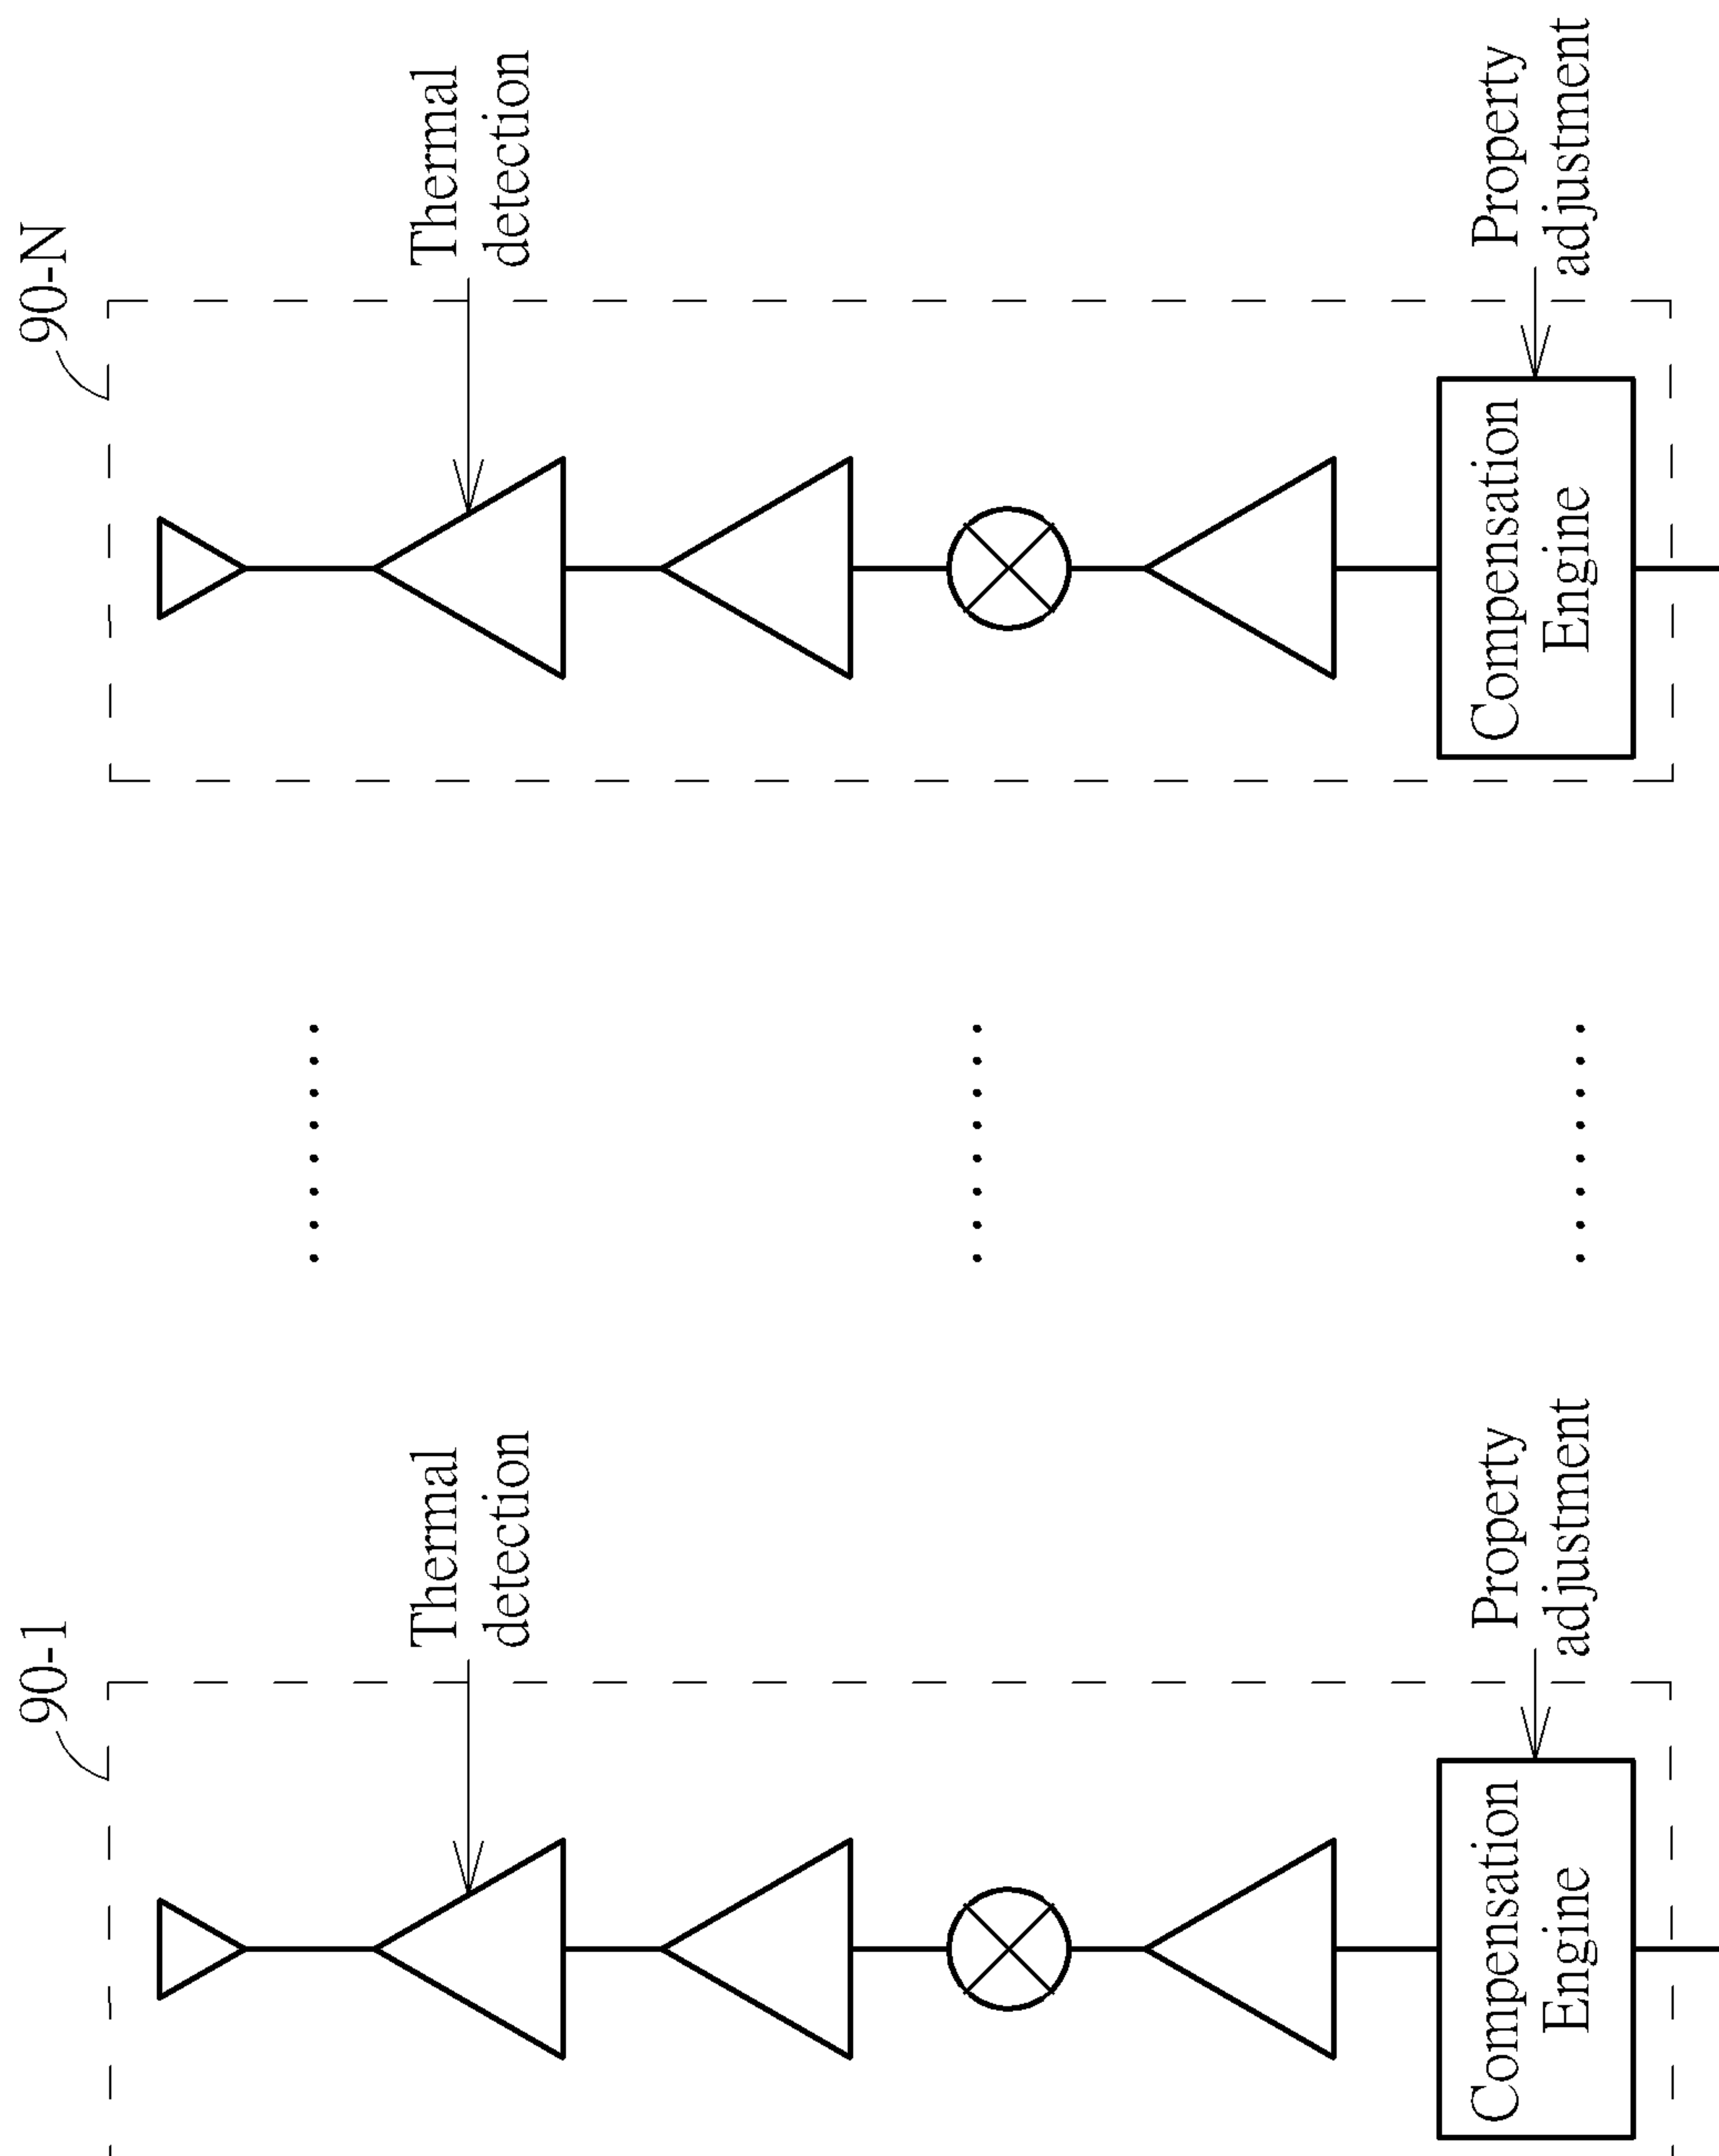 90-1
Thermal
detection
Compensation
Engine
Property
adjustment
90-N
Thermal
detection
Compensation
Engine
Property
adjustment